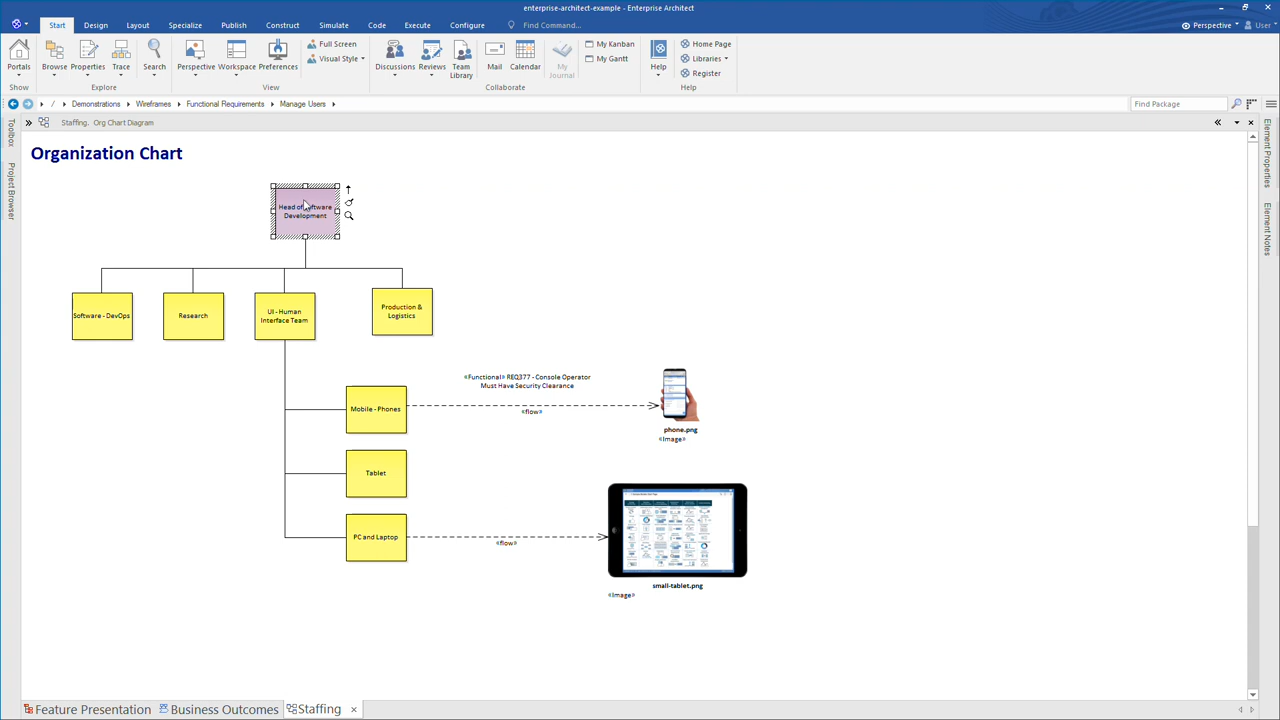 enterprise-architect-example - Enterprise Architect
Start
Design
Layout
Specialize
Publish
Construct
Simulate
Code
Execute
Configure
Find Command...
Perspective
User
Portals
Browse
Properties
Trace
Search
Perspective
Workspace
Preferences
Full Screen
Visual Style
Discussions
Reviews
Team
Library
Mail
Calendar
My
Journal
My Kanban
My Gantt
Help
Home Page
Libraries
Register
Show
Explore
View
Collaborate
Help
/
Demonstrations
Wireframes
Functional Requirements
Manage Users
Find Package
Toolbox
Project Browser
Staffing. Org Chart Diagram
Element Properties
Element Notes
Organization Chart
Head of Software
Development
Software - DevOps
Research
UI - Human
Interface Team
Production &
Logistics
Mobile - Phones
«Functional» REQ377 - Console Operator
Must Have Security Clearance
«flow»
phone.png
«Image»
Tablet
PC and Laptop
«flow»
small-tablet.png
«Image»
Feature Presentation
Business Outcomes
Staffing